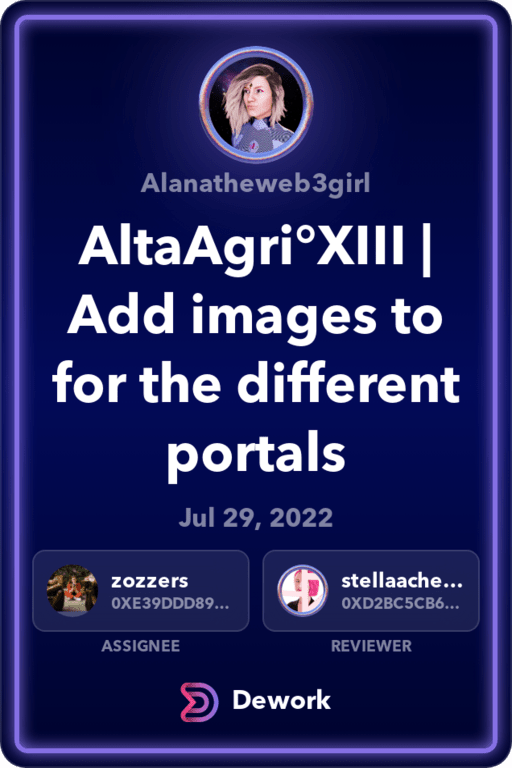 Alanatheweb3girl
AltaAgri°XIII |
Add images to
for the different
portals
Jul 29, 2022
zozzers
0XE39DDD89...
ASSIGNEE
stellaache...
0XD2BC5CB6...
REVIEWER
Dework